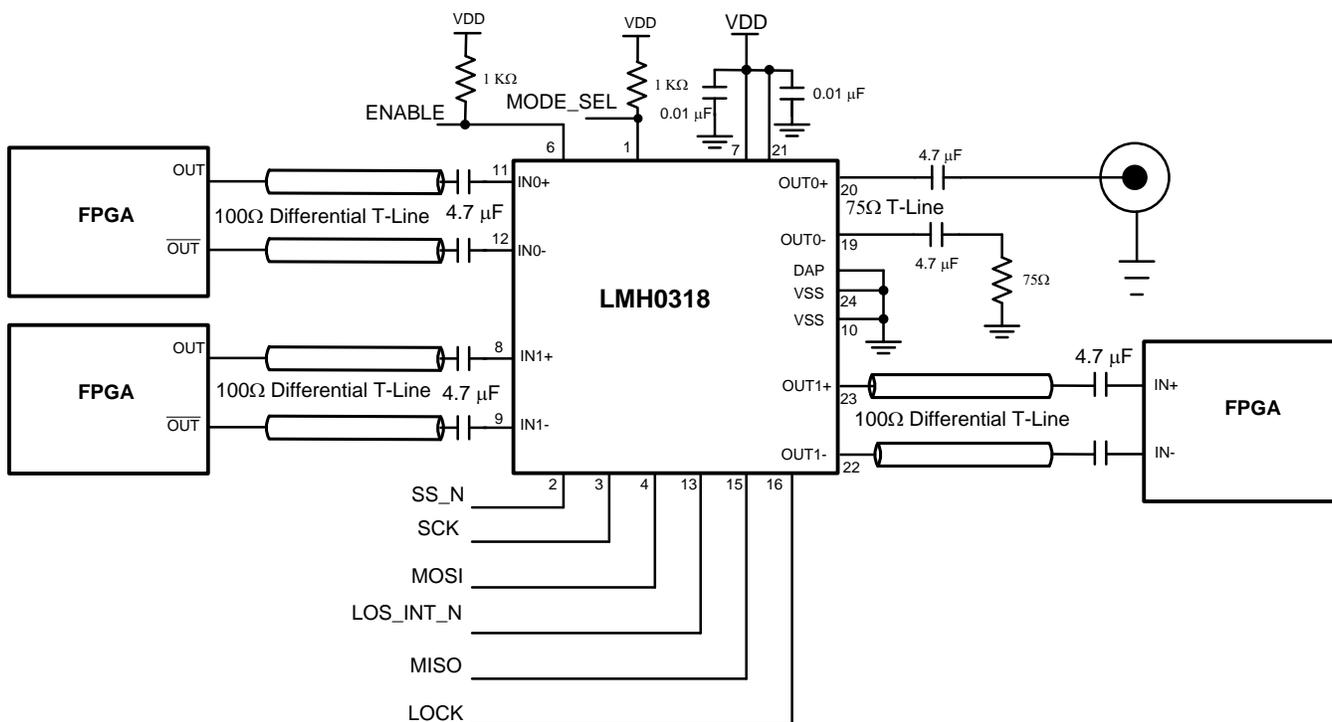 VDD
VDD
VDD
1 KΩ
1 KΩ
0.01 µF
0.01 µF
ENABLE
MODE_SEL
6
1
7
21
FPGA
OUT
OUT
100Ω Differential T-Line
4.7 µF
11
IN0+
12
IN0-
FPGA
OUT
OUT
100Ω Differential T-Line
4.7 µF
8
IN1+
9
IN1-
LMH0318
OUT0+
20
4.7 µF
75Ω T-Line
OUT0-
19
4.7 µF
75Ω
DAP
VSS
24
VSS
10
OUT1+
23
100Ω Differential T-Line
4.7 µF
OUT1-
22
IN+
FPGA
IN-
2
3
4
13
15
16
SS_N
SCK
MOSI
LOS_INT_N
MISO
LOCK